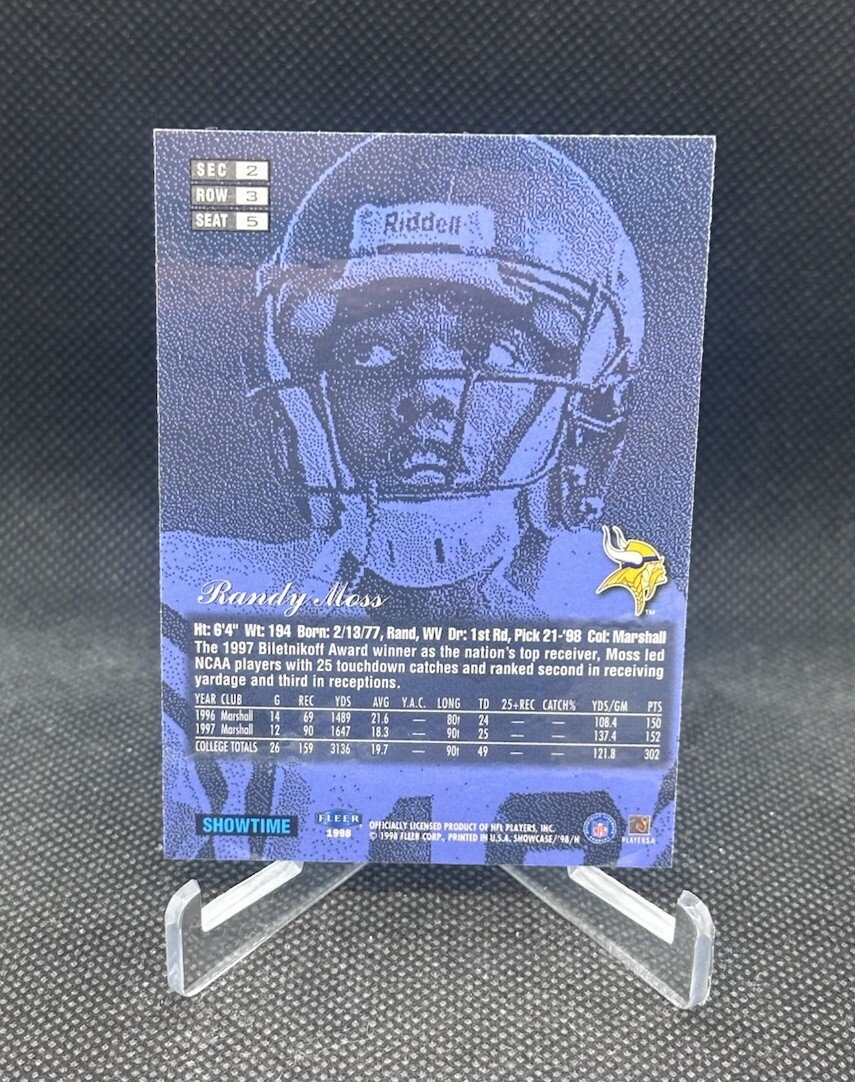 SEC 2
ROW 3
SEAT 5
Riddell
Randy Moss
TM
Ht: 6'4" Wt: 194 Born: 2/13/77, Rand, WV Dr: 1st Rd, Pick 21-'98 Col: Marshall
The 1997 Biletnikoff Award winner as the nation's top receiver, Moss led
NCAA players with 25 touchdown catches and ranked second in receiving
yardage and third in receptions.
YEAR CLUB G REC YDS AVG Y.A.C. LONG TD 25+REC CATCH% YDS/GM PTS
1996 Marshall 14 69 1489 21.6 — 80t 24 — — 108.4 150
1997 Marshall 12 90 1647 18.3 — 90t 25 — — 137.4 152
COLLEGE TOTALS 26 159 3136 19.7 — 90t 49 — — 121.8 302
SHOWTIME
FLEER
1998
OFFICIALLY LICENSED PRODUCT OF NFL PLAYERS, INC.
© 1998 FLEER CORP., PRINTED IN U.S.A. SHOWCASE/'98/H
NFL
PLAYERS